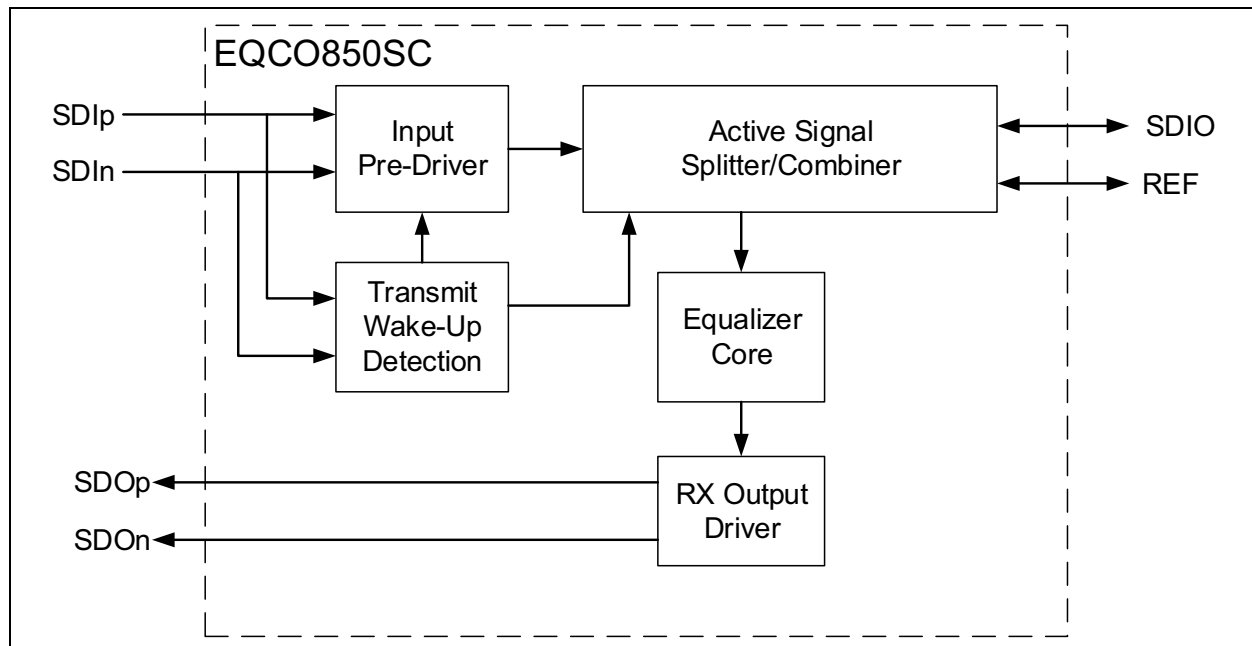 EQCO850SC
SDIp
SDIn
Input
Pre-Driver
Active Signal
Splitter/Combiner
SDIO
REF
Transmit
Wake-Up
Detection
Equalizer
Core
SDOp
SDOn
RX Output
Driver